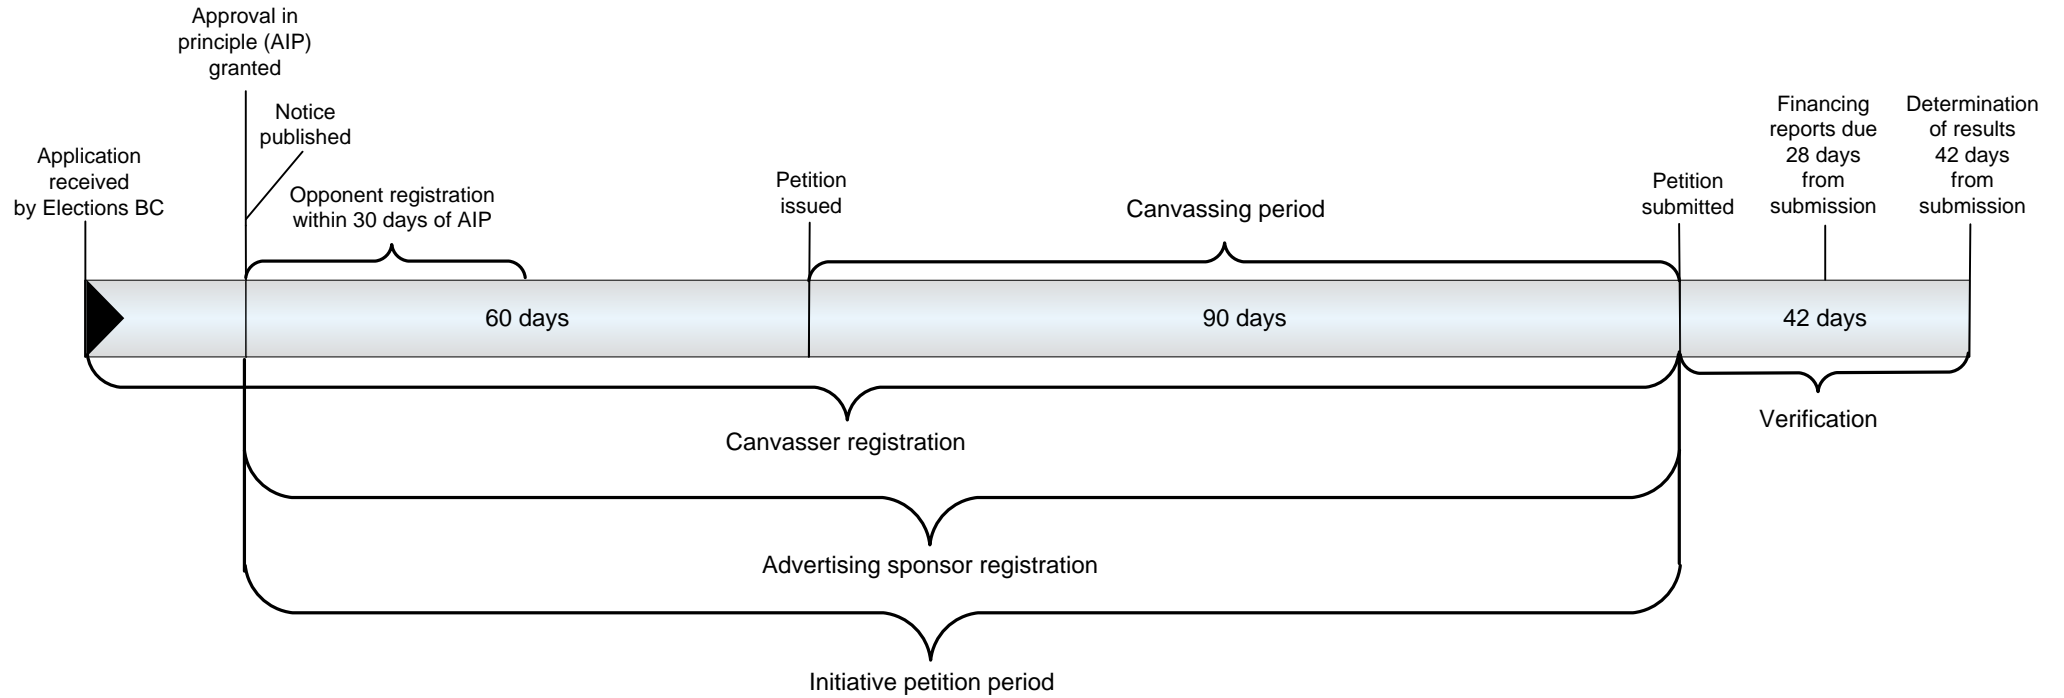 Approval in
principle (AIP)
granted
Notice
published
Application
received
by Elections BC
Opponent registration
within 30 days of AIP
Petition
issued
Canvassing period
Petition
submitted
Financing
reports due
28 days
from
submission
Determination
of results
42 days
from
submission
60 days
90 days
42 days
Canvasser registration
Verification
Advertising sponsor registration
Initiative petition period